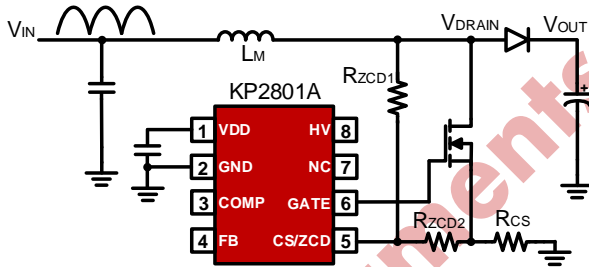 VIN
LM
VDRAIN
VOUT
RZCD1
KP2801A
1 VDD HV 8
2 GND NC 7
3 COMP GATE 6
4 FB CS/ZCD 5
RZCD2
RCS
+